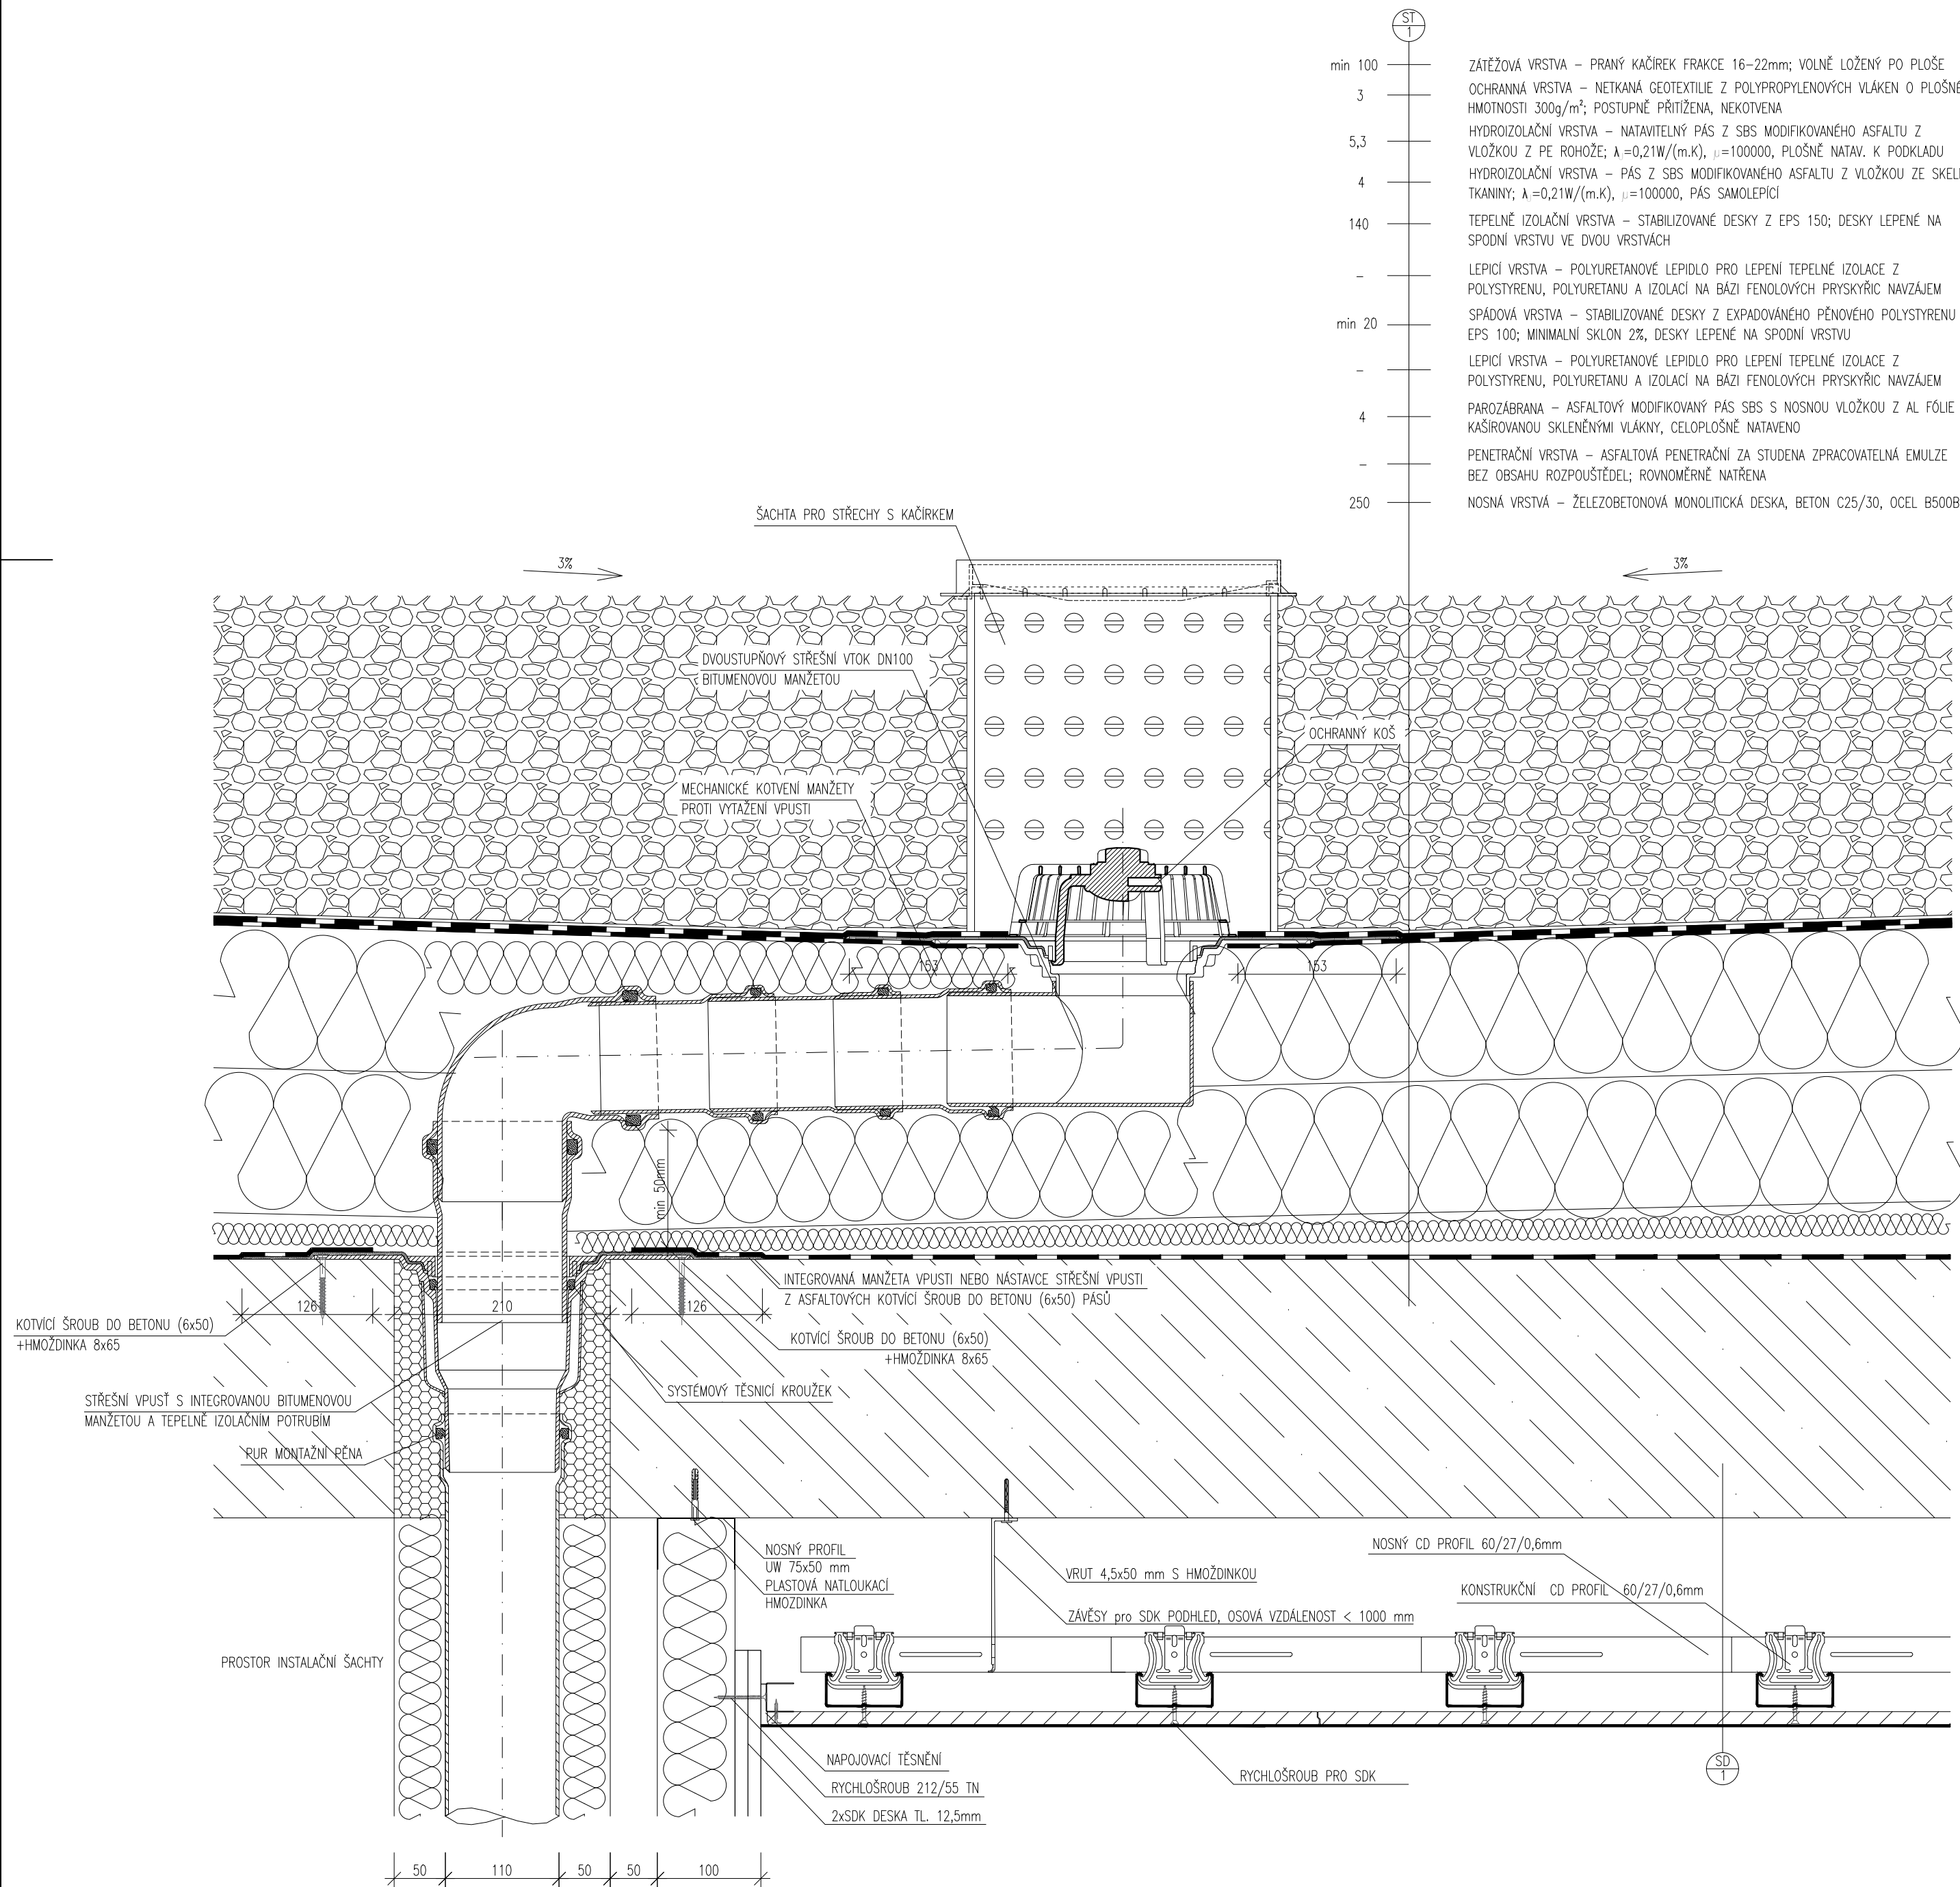 ST
1
min 100
ZÁTĚŽOVÁ VRSTVA – PRANÝ KAČÍREK FRAKCE 16–22mm; VOLNĚ LOŽENÝ PO PLOŠE
3
OCHRANNÁ VRSTVA – NETKANÁ GEOTEXTILIE Z POLYPROPYLENOVÝCH VLÁKEN O PLOŠNÉ
HMOTNOSTI 300g/m²; POSTUPNĚ PŘITÍŽENA, NEKOTVENA
5,3
HYDROIZOLAČNÍ VRSTVA – NATAVITELNÝ PÁS Z SBS MODIFIKOVANÉHO ASFALTU Z
VLOŽKOU Z PE ROHOŽE; λ=0,21W/(m.K), μ=100000, PLOŠNĚ NATAV. K PODKLADU
4
HYDROIZOLAČNÍ VRSTVA – PÁS Z SBS MODIFIKOVANÉHO ASFALTU Z VLOŽKOU ZE SKEL
TKANINY; λ=0,21W/(m.K), μ=100000, PÁS SAMOLEPÍCÍ
140
TEPELNĚ IZOLAČNÍ VRSTVA – STABILIZOVANÉ DESKY Z EPS 150; DESKY LEPENÉ NA
SPODNÍ VRSTVU VE DVOU VRSTVÁCH
–
LEPICÍ VRSTVA – POLYURETANOVÉ LEPIDLO PRO LEPENÍ TEPELNÉ IZOLACE Z
POLYSTYRENU, POLYURETANU A IZOLACÍ NA BÁZI FENOLOVÝCH PRYSKYŘIC NAVZÁJEM
min 20
SPÁDOVÁ VRSTVA – STABILIZOVANÉ DESKY Z EXPADOVÁNÉHO PĚNOVÉHO POLYSTYRENU
EPS 100; MINIMALNÍ SKLON 2%, DESKY LEPENÉ NA SPODNÍ VRSTVU
–
LEPICÍ VRSTVA – POLYURETANOVÉ LEPIDLO PRO LEPENÍ TEPELNÉ IZOLACE Z
POLYSTYRENU, POLYURETANU A IZOLACÍ NA BÁZI FENOLOVÝCH PRYSKYŘIC NAVZÁJEM
4
PAROZÁBRANA – ASFALTOVÝ MODIFIKOVANÝ PÁS SBS S NOSNOU VLOŽKOU Z AL FÓLIE
KAŠÍROVANOU SKLENĚNÝMI VLÁKNY, CELOPLOŠNĚ NATAVENO
–
PENETRAČNÍ VRSTVA – ASFALTOVÁ PENETRAČNÍ ZA STUDENA ZPRACOVATELNÁ EMULZE
BEZ OBSAHU ROZPOUŠTĚDEL; ROVNOMĚRNĚ NATŘENA
250
NOSNÁ VRSTVÁ – ŽELEZOBETONOVÁ MONOLITICKÁ DESKA, BETON C25/30, OCEL B500B
ŠACHTA PRO STŘECHY S KAČÍRKEM
3%
3%
DVOUSTUPŇOVÝ STŘEŠNÍ VTOK DN100
BITUMENOVOU MANŽETOU
OCHRANNÝ KOŠ
MECHANICKÉ KOTVENÍ MANŽETY
PROTI VYTAŽENÍ VPUSTI
153
153
min 50mm
INTEGROVANÁ MANŽETA VPUSTI NEBO NÁSTAVCE STŘEŠNÍ VPUSTI
Z ASFALTOVÝCH KOTVÍCÍ ŠROUB DO BETONU (6x50) PÁSŮ
126
210
126
KOTVÍCÍ ŠROUB DO BETONU (6x50)
+HMOŽDINKA 8x65
KOTVÍCÍ ŠROUB DO BETONU (6x50)
+HMOŽDINKA 8x65
SYSTÉMOVÝ TĚSNICÍ KROUŽEK
STŘEŠNÍ VPUSŤ S INTEGROVANOU BITUMENOVOU
MANŽETOU A TEPELNĚ IZOLAČNÍM POTRUBÍM
PUR MONTAŽNÍ PĚNA
NOSNÝ PROFIL
UW 75x50 mm
PLASTOVÁ NATLOUKACÍ
HMOZDINKA
VRUT 4,5x50 mm S HMOŽDINKOU
NOSNÝ CD PROFIL 60/27/0,6mm
KONSTRUKČNÍ CD PROFIL 60/27/0,6mm
ZÁVĚSY pro SDK PODHLED, OSOVÁ VZDÁLENOST < 1000 mm
PROSTOR INSTALAČNÍ ŠACHTY
NAPOJOVACÍ TĚSNĚNÍ
RYCHLOŠROUB 212/55 TN
2xSDK DESKA TL. 12,5mm
RYCHLOŠROUB PRO SDK
SD
1
50
110
50
50
100